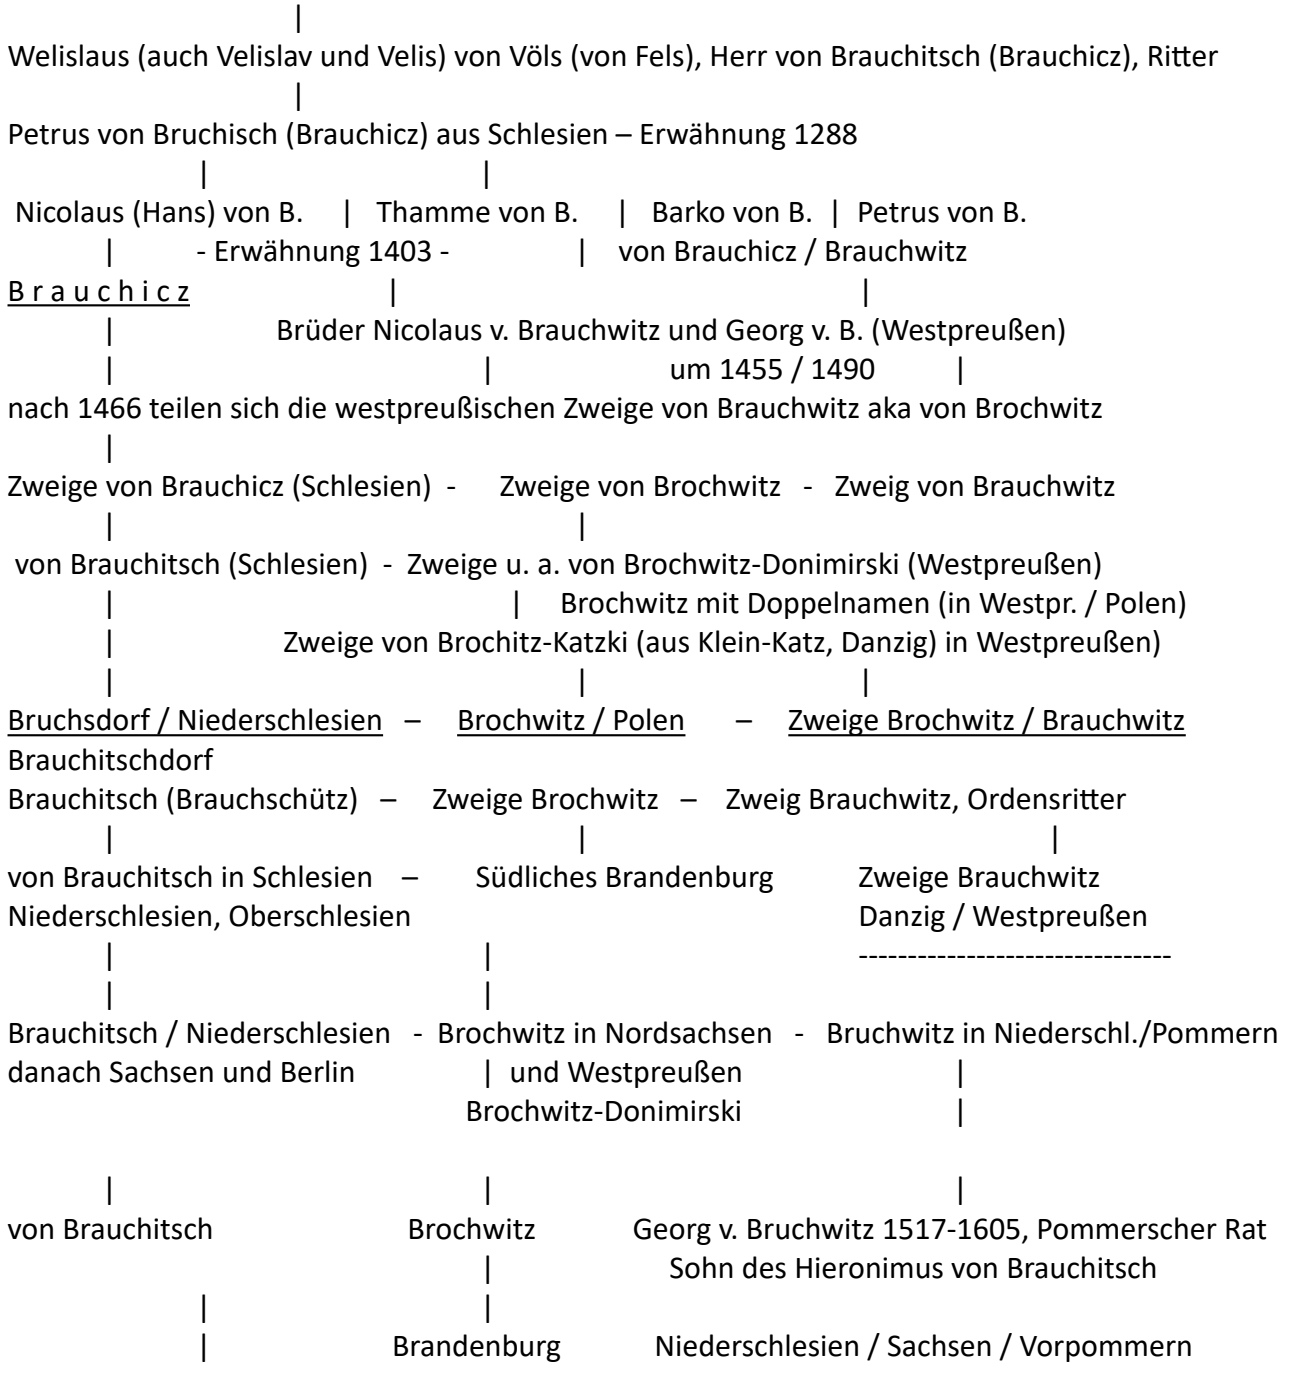 |
Welislaus (auch Velislav und Velis) von Völs (von Fels), Herr von Brauchitsch (Brauchicz), Ritter
|
Petrus von Bruchisch (Brauchicz) aus Schlesien – Erwähnung 1288
| |
Nicolaus (Hans) von B. | Thamme von B. | Barko von B. | Petrus von B.
| - Erwähnung 1403 - | von Brauchicz / Brauchwitz
B r a u c h i c z | |
| Brüder Nicolaus v. Brauchwitz und Georg v. B. (Westpreußen)
| | um 1455 / 1490 |
nach 1466 teilen sich die westpreußischen Zweige von Brauchwitz aka von Brochwitz
|
Zweige von Brauchicz (Schlesien) - Zweige von Brochwitz - Zweig von Brauchwitz
| |
von Brauchitsch (Schlesien) - Zweige u. a. von Brochwitz-Donimirski (Westpreußen)
| | Brochwitz mit Doppelnamen (in Westpr. / Polen)
| Zweige von Brochitz-Katzki (aus Klein-Katz, Danzig) in Westpreußen)
| | |
Bruchsdorf / Niederschlesien – Brochwitz / Polen – Zweige Brochwitz / Brauchwitz
Brauchitschdorf
Brauchitsch (Brauchschütz) – Zweige Brochwitz – Zweig Brauchwitz, Ordensritter
| | |
von Brauchitsch in Schlesien – Südliches Brandenburg Zweige Brauchwitz
Niederschlesien, Oberschlesien Danzig / Westpreußen
| | --------------------------------
| |
Brauchitsch / Niederschlesien - Brochwitz in Nordsachsen - Bruchwitz in Niederschl./Pommern
danach Sachsen und Berlin | und Westpreußen |
Brochwitz-Donimirski |
| | |
von Brauchitsch Brochwitz Georg v. Bruchwitz 1517-1605, Pommerscher Rat
| Sohn des Hieronimus von Brauchitsch
| |
| Brandenburg Niederschlesien / Sachsen / Vorpommern